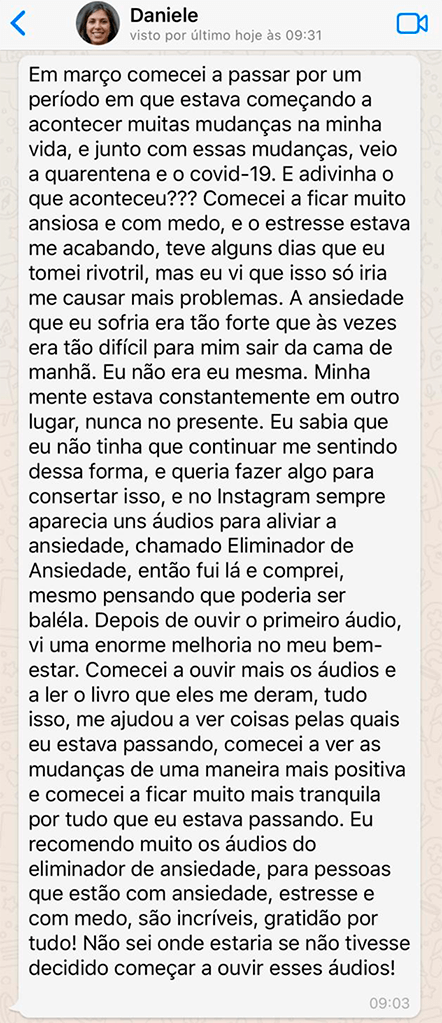 Daniele
visto por último hoje às 09:31
Em março comecei a passar por um
período em que estava começando a
acontecer muitas mudanças na minha
vida, e junto com essas mudanças, veio
a quarentena e o covid-19. E adivinha o
que aconteceu??? Comecei a ficar muito
ansiosa e com medo, e o estresse estava
me acabando, teve alguns dias que eu
tomei rivotril, mas eu vi que isso só iria
me causar mais problemas. A ansiedade
que eu sofria era tão forte que às vezes
era tão difícil para mim sair da cama de
manhã. Eu não era eu mesma. Minha
mente estava constantemente em outro
lugar, nunca no presente. Eu sabia que
eu não tinha que continuar me sentindo
dessa forma, e queria fazer algo para
consertar isso, e no Instagram sempre
aparecia uns áudios para aliviar a
ansiedade, chamado Eliminador de
Ansiedade, então fui lá e comprei,
mesmo pensando que poderia ser
baléla. Depois de ouvir o primeiro áudio,
vi uma enorme melhoria no meu bem-
estar. Comecei a ouvir mais os áudios e
a ler o livro que eles me deram, tudo
isso, me ajudou a ver coisas pelas quais
eu estava passando, comecei a ver as
mudanças de uma maneira mais positiva
e comecei a ficar muito mais tranquila
por tudo que eu estava passando. Eu
recomendo muito os áudios do
eliminador de ansiedade, para pessoas
que estão com ansiedade, estresse e
com medo, são incríveis, gratidão por
tudo! Não sei onde estaria se não tivesse
decidido começar a ouvir esses áudios!
09:03